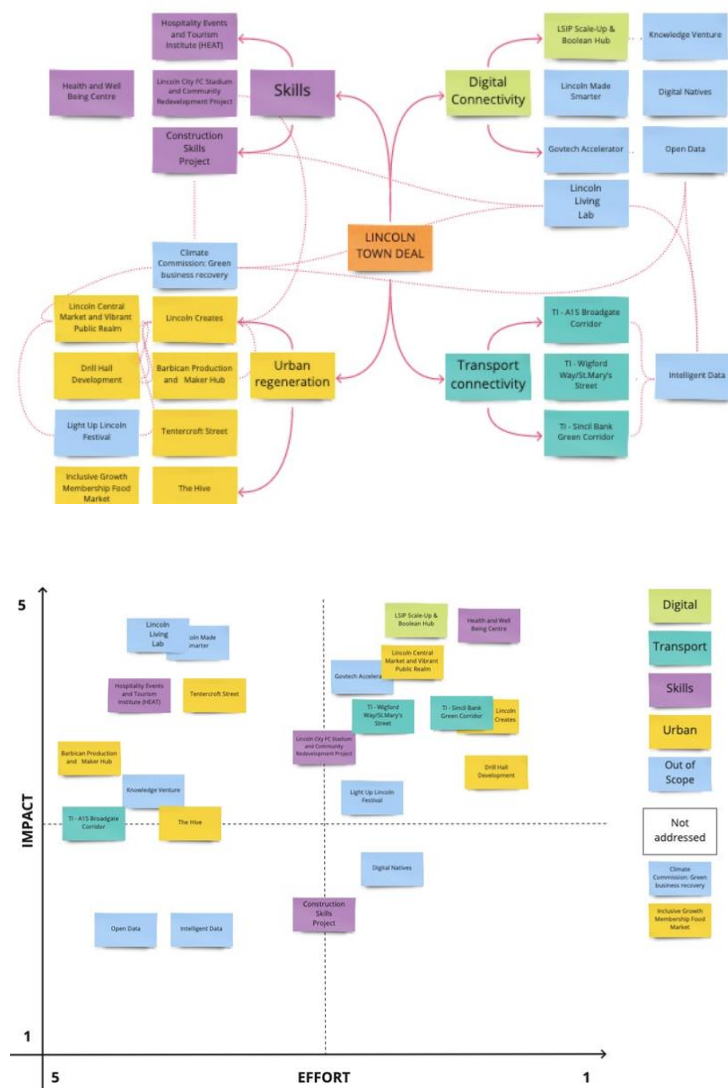 Hospitality Events
and Tourism
Institute (HEAT)
LSIP Scale-Up &
Boolean Hub
Knowledge Venture
Health and Well
Being Centre
Lincoln City FC Stadium
and Community
Redevelopment Project
Skills
Digital
Connectivity
Lincoln Made
Smarter
Digital Natives
Construction
Skills
Project
Govtech Accelerator
Open Data
Lincoln
Living
Lab
LINCOLN
TOWN DEAL
Climate
Commission: Green
business recovery
Lincoln Central
Market and Vibrant
Public Realm
Lincoln Creates
TI - A15 Broadgate
Corridor
Drill Hall
Development
Barbican Production
and Maker Hub
Urban
regeneration
Transport
connectivity
TI - Wigford
Way/St.Mary's
Street
Intelligent Data
Light Up Lincoln
Festival
Tentercroft Street
TI - Sincil Bank
Green Corridor
Inclusive Growth
Membership Food
Market
The Hive
5
IMPACT
1
5
EFFORT
1
Lincoln
Living
Lab
Smarter
LSIP Scale-Up &
Boolean Hub
Health and Well
Being Centre
Lincoln Central
Market and Vibrant
Public Realm
Govtech
Hospitality Events
and Tourism
Institute (HEAT)
Tentercroft Street
TI - Wigford
Way/St.Mary's
Street
TI - Sincil Bank
Green Corridor
Lincoln
Creates
Lincoln City FC Stadium
and Community
Redevelopment Project
Barbican Production
and Maker Hub
Drill Hall
Development
Knowledge Venture
Light Up Lincoln
Festival
TI - A15 Broadgate
Corridor
The Hive
Digital Natives
Construction
Skills
Project
Open Data
Intelligent Data
Digital
Transport
Skills
Urban
Out of
Scope
Not
addressed
Climate
Commission: Green
business recovery
Inclusive Growth
Membership Food
Market